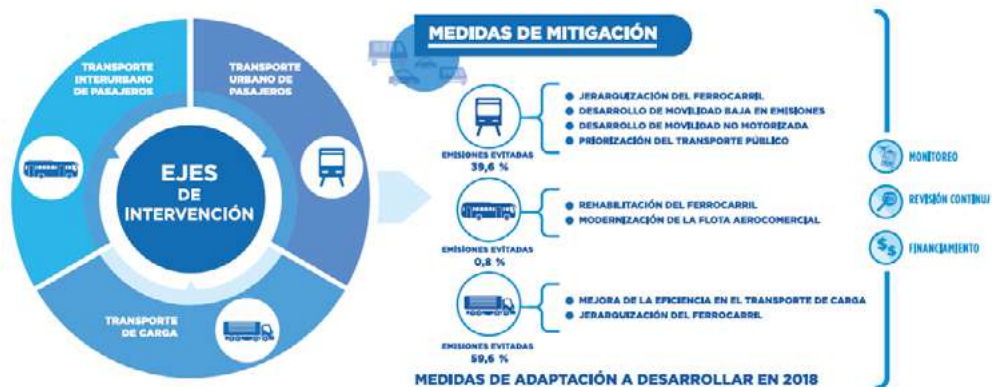 TRANSPORTE
INTERURBANO
DE PASAJEROS
TRANSPORTE
URBANO DE
PASAJEROS
EJES
DE
INTERVENCIÓN
TRANSPORTE
DE CARGA
MEDIDAS DE MITIGACIÓN
JERARQUIZACIÓN DEL FERROCARRIL
DESARROLLO DE MOVILIDAD BAJA EN EMISIONES
DESARROLLO DE MOVILIDAD NO MOTORIZADA
PRIORIZACIÓN DEL TRANSPORTE PÚBLICO
EMISIONES EVITADAS
39,6 %
REHABILITACIÓN DEL FERROCARRIL
MODERNIZACIÓN DE LA FLOTA AEROCOMERCIAL
EMISIONES EVITADAS
0,8 %
MEJORA DE LA EFICIENCIA EN EL TRANSPORTE DE CARGA
JERARQUIZACIÓN DEL FERROCARRIL
EMISIONES EVITADAS
59,6 %
MEDIDAS DE ADAPTACIÓN A DESARROLLAR EN 2018
MONITOREO
REVISIÓN CONTINU
$ $
FINANCIAMIENTO